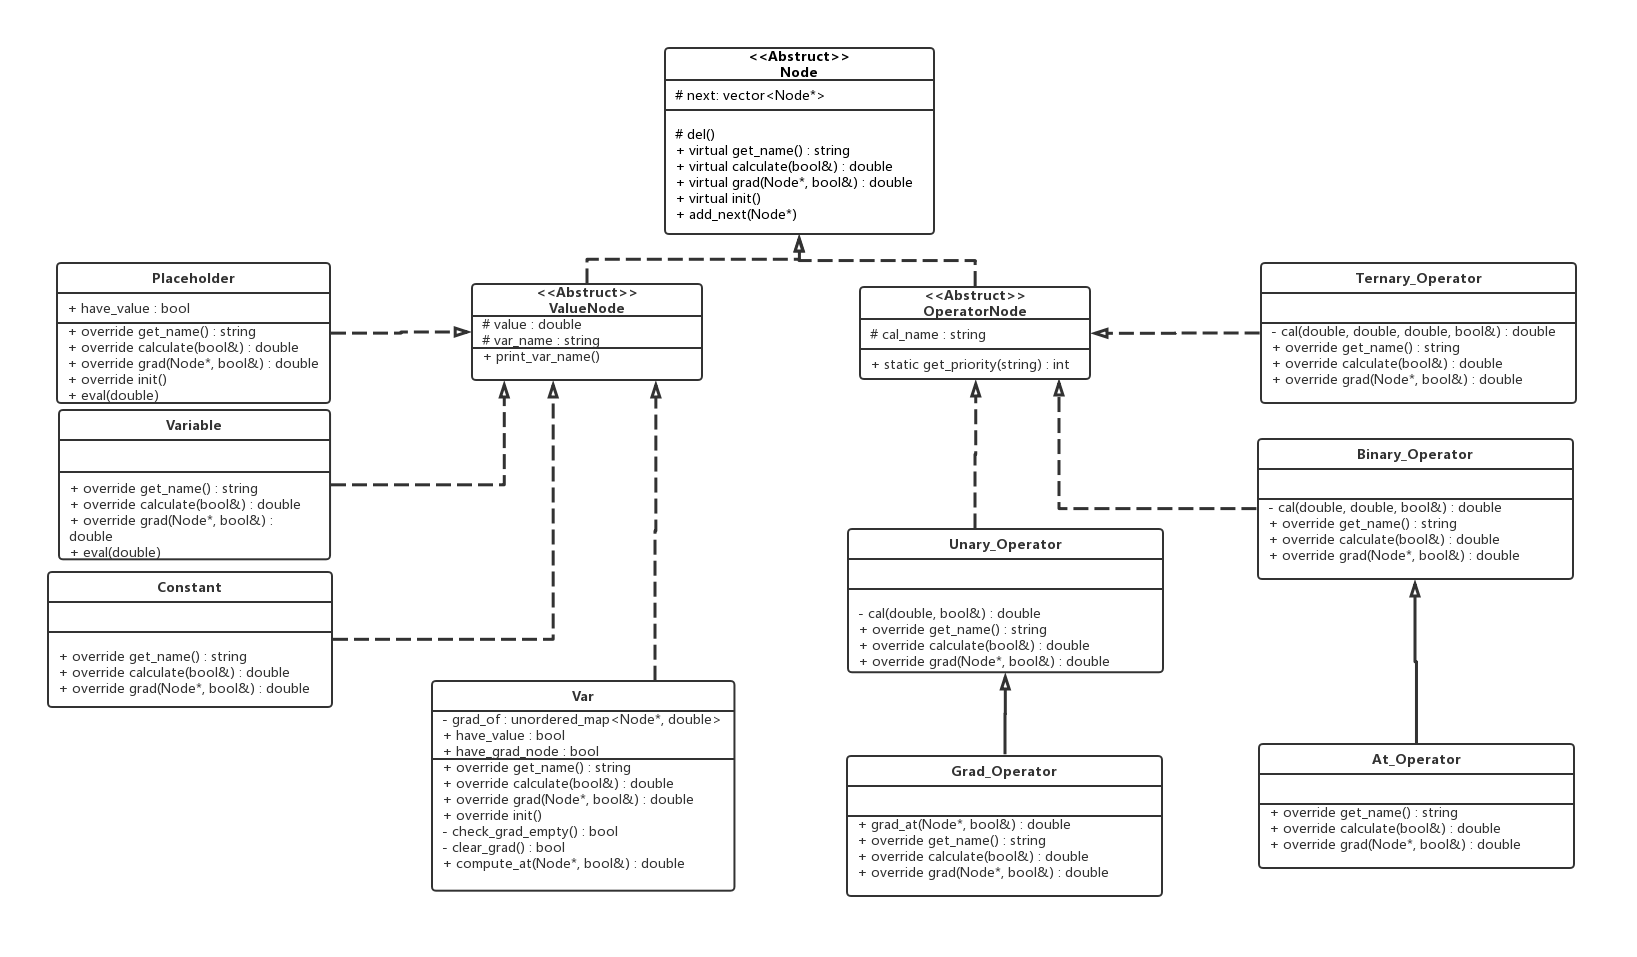 <<Abstruct>>
Node
# next: vector<Node*>
# del()
+ virtual get_name() : string
+ virtual calculate(bool&) : double
+ virtual grad(Node*, bool&) : double
+ virtual init()
+ add_next(Node*)
Placeholder
+ have_value : bool
+ override get_name() : string
+ override calculate(bool&) : double
+ override grad(Node*, bool&) : double
+ override init()
+ eval(double)
<<Abstruct>>
ValueNode
# value : double
# var_name : string
+ print_var_name()
<<Abstruct>>
OperatorNode
# cal_name : string
+ static get_priority(string) : int
Ternary_Operator
- cal(double, double, double, bool&) : double
+ override get_name() : string
+ override calculate(bool&) : double
+ override grad(Node*, bool&) : double
Variable
+ override get_name() : string
+ override calculate(bool&) : double
+ override grad(Node*, bool&) :
double
+ eval(double)
Binary_Operator
- cal(double, double, bool&) : double
+ override get_name() : string
+ override calculate(bool&) : double
+ override grad(Node*, bool&) : double
Unary_Operator
- cal(double, bool&) : double
+ override get_name() : string
+ override calculate(bool&) : double
+ override grad(Node*, bool&) : double
Constant
+ override get_name() : string
+ override calculate(bool&) : double
+ override grad(Node*, bool&) : double
Var
- grad_of : unordered_map<Node*, double>
+ have_value : bool
+ have_grad_node : bool
+ override get_name() : string
+ override calculate(bool&) : double
+ override grad(Node*, bool&) : double
+ override init()
- check_grad_empty() : bool
- clear_grad() : bool
+ compute_at(Node*, bool&) : double
Grad_Operator
+ grad_at(Node*, bool&) : double
+ override get_name() : string
+ override calculate(bool&) : double
+ override grad(Node*, bool&) : double
At_Operator
+ override get_name() : string
+ override calculate(bool&) : double
+ override grad(Node*, bool&) : double